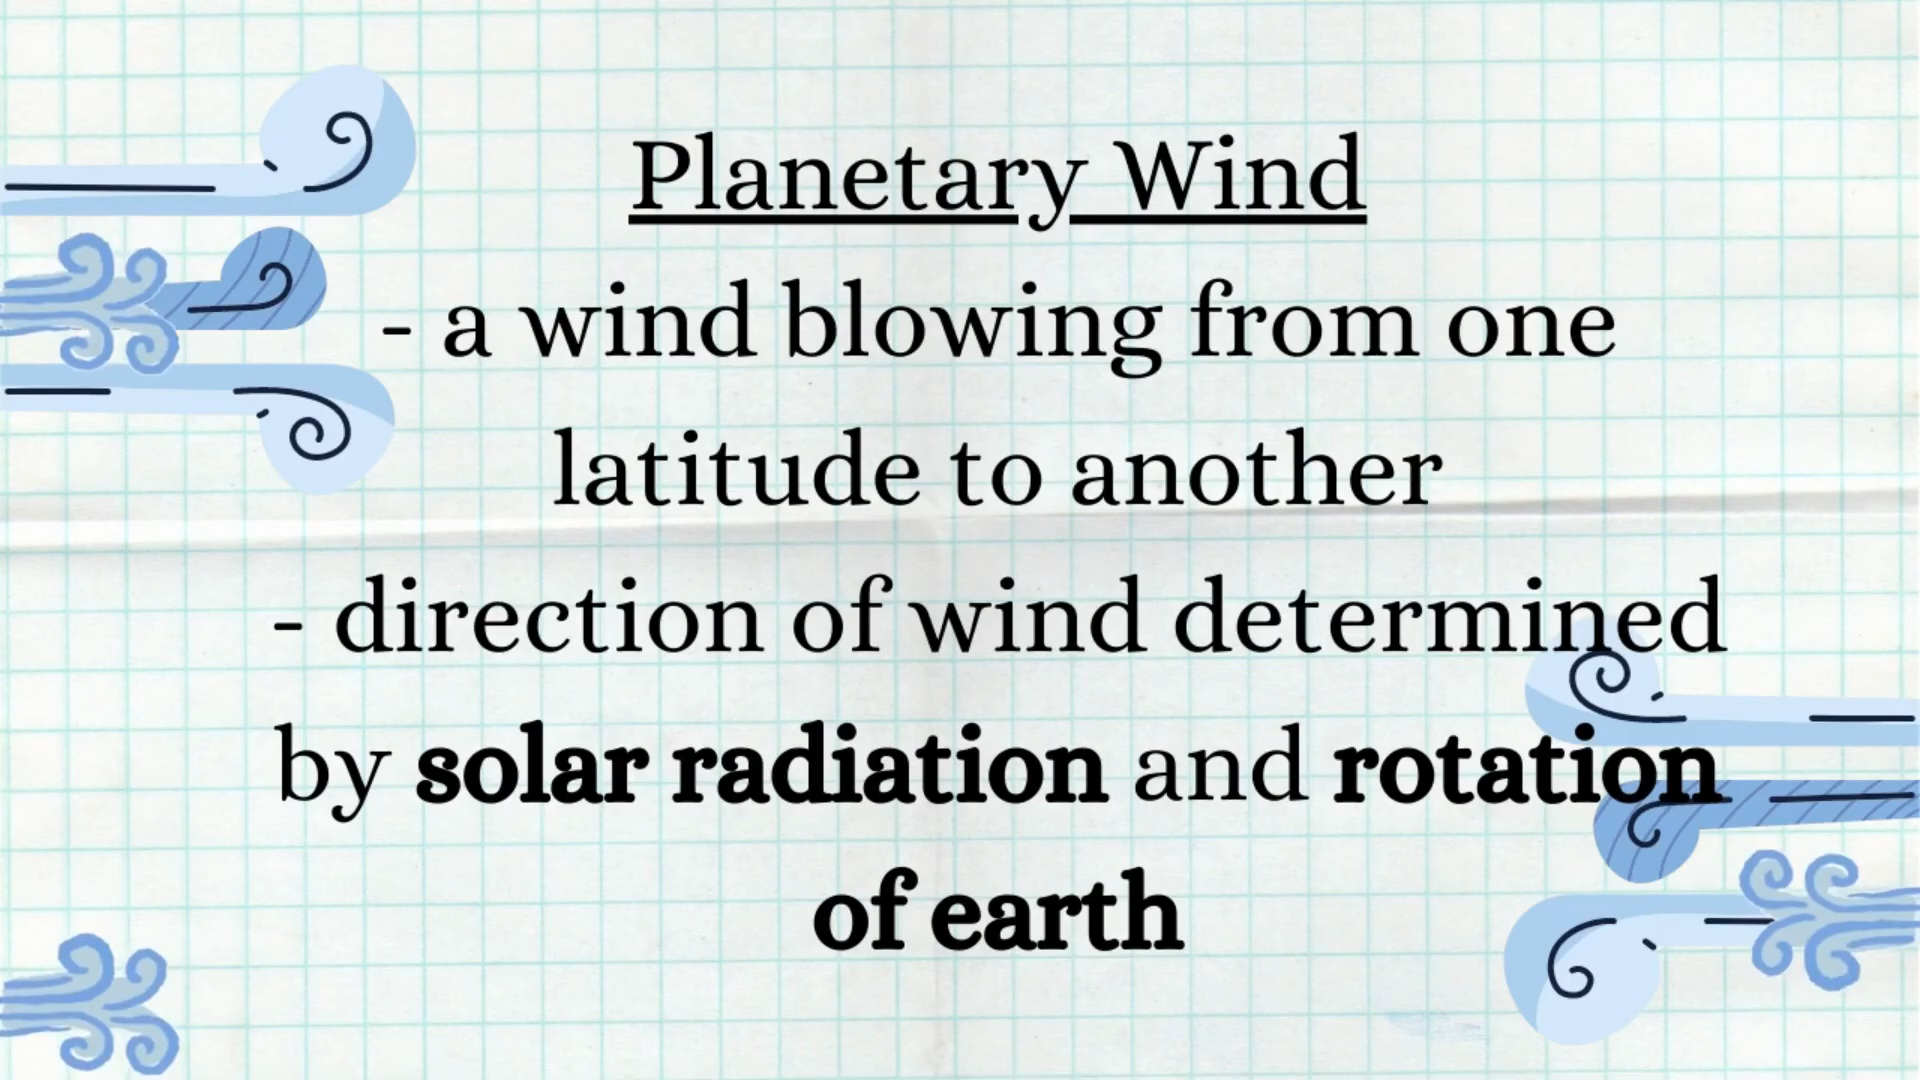 Planetary Wind
- a wind blowing from one
latitude to another
- direction of wind determined
by solar radiation and rotation
of earth